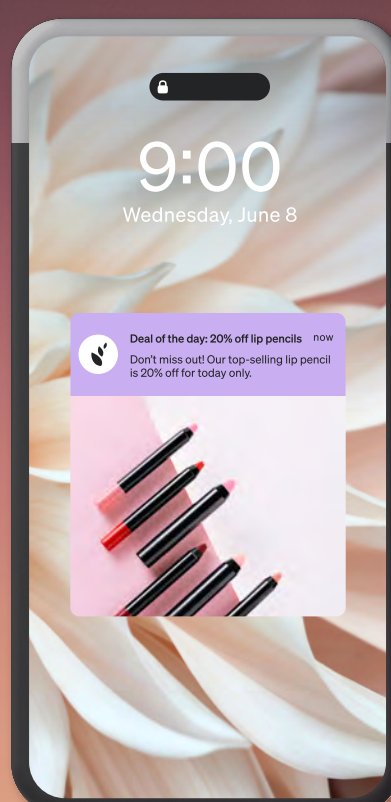 9:00
Wednesday, June 8
Deal of the day: 20% off lip pencils now
Don't miss out! Our top-selling lip pencil
is 20% off for today only.